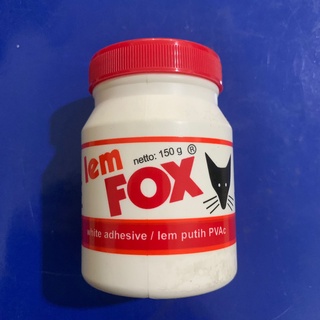 lem
netto: 150 g ®
FOX
white adhesive / lem putih PVAc